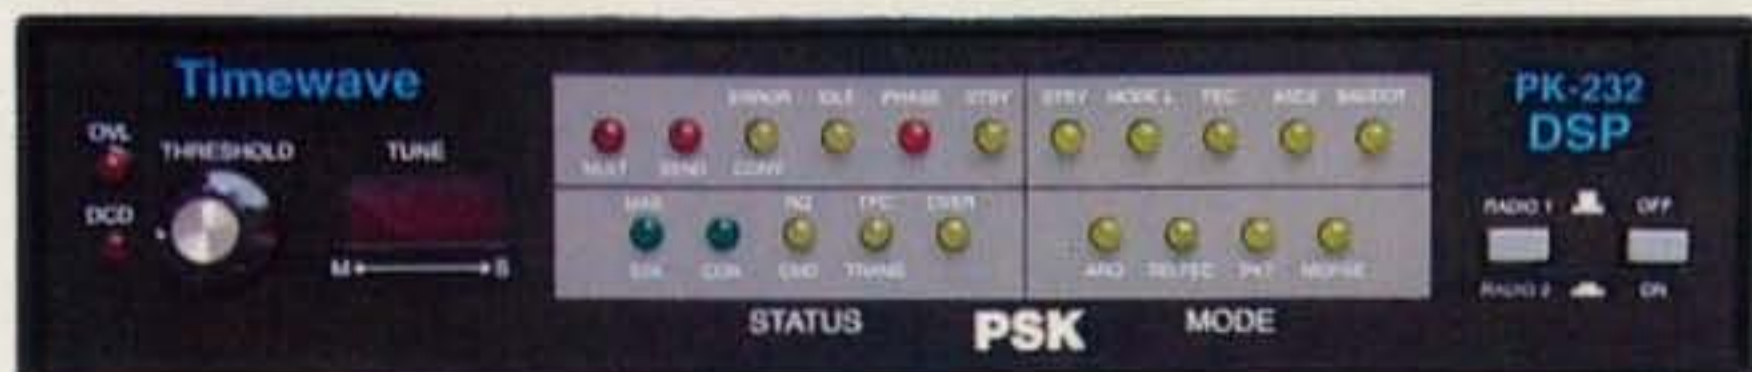 Timewave
OVL
THRESHOLD
TUNE
DCD
M
S
ERROR IDLE PHASE STBY
MULT SEND CONV
RQ TFC OVER
STA CON CMD TRANS
STATUS
PSK
STBY MODE L FEC ASCII BAUDOT
ARQ SELFEC PKT MORSE
MODE
PK-232
DSP
RADIO 1
OFF
RADIO 2
ON